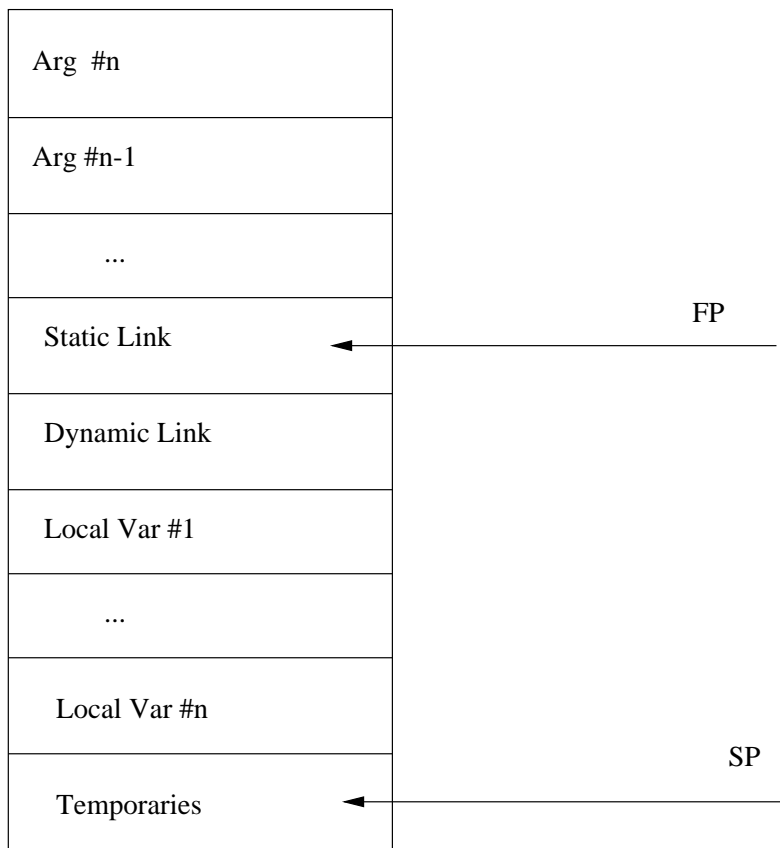 Arg #n
Arg #n-1
...
Static Link
FP
Dynamic Link
Local Var #1
...
Local Var #n
SP
Temporaries